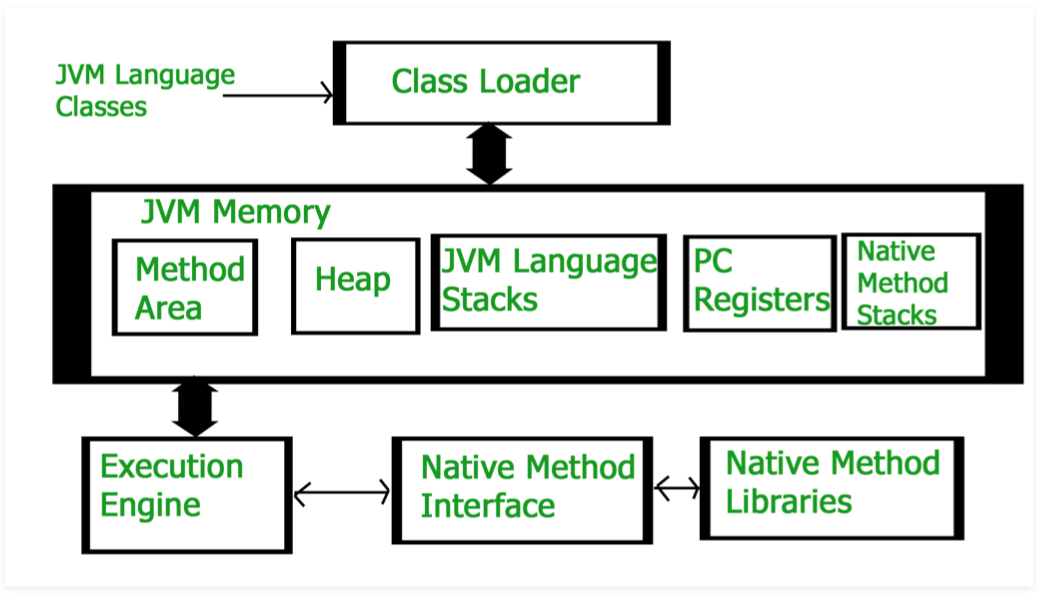 JVM Language
Classes
Class Loader
JVM Memory
Method
Area
Heap
JVM Language
Stacks
PC
Registers
Native
Method
Stacks
Execution
Engine
Native Method
Interface
Native Method
Libraries